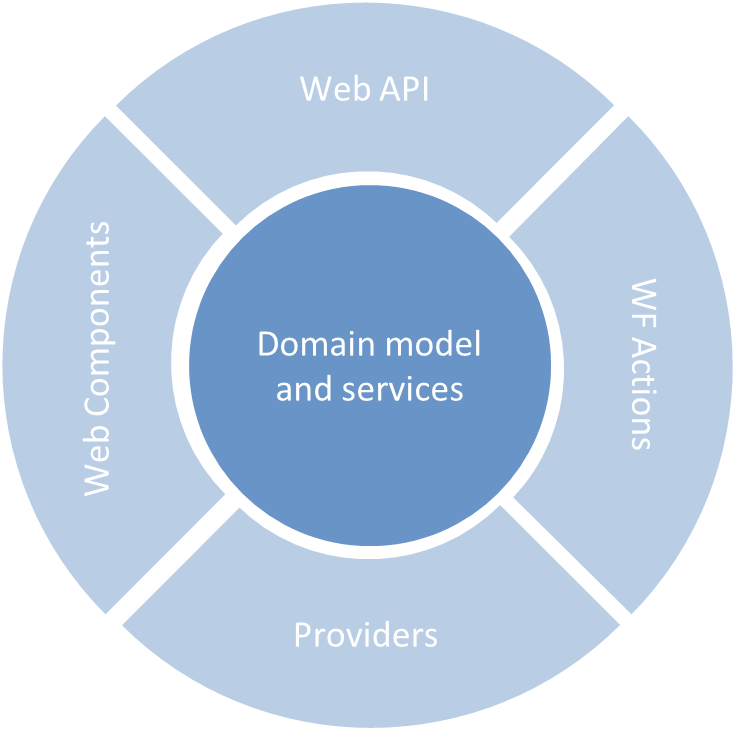 Web API
Web Components
Domain model
and services
WF Actions
Providers